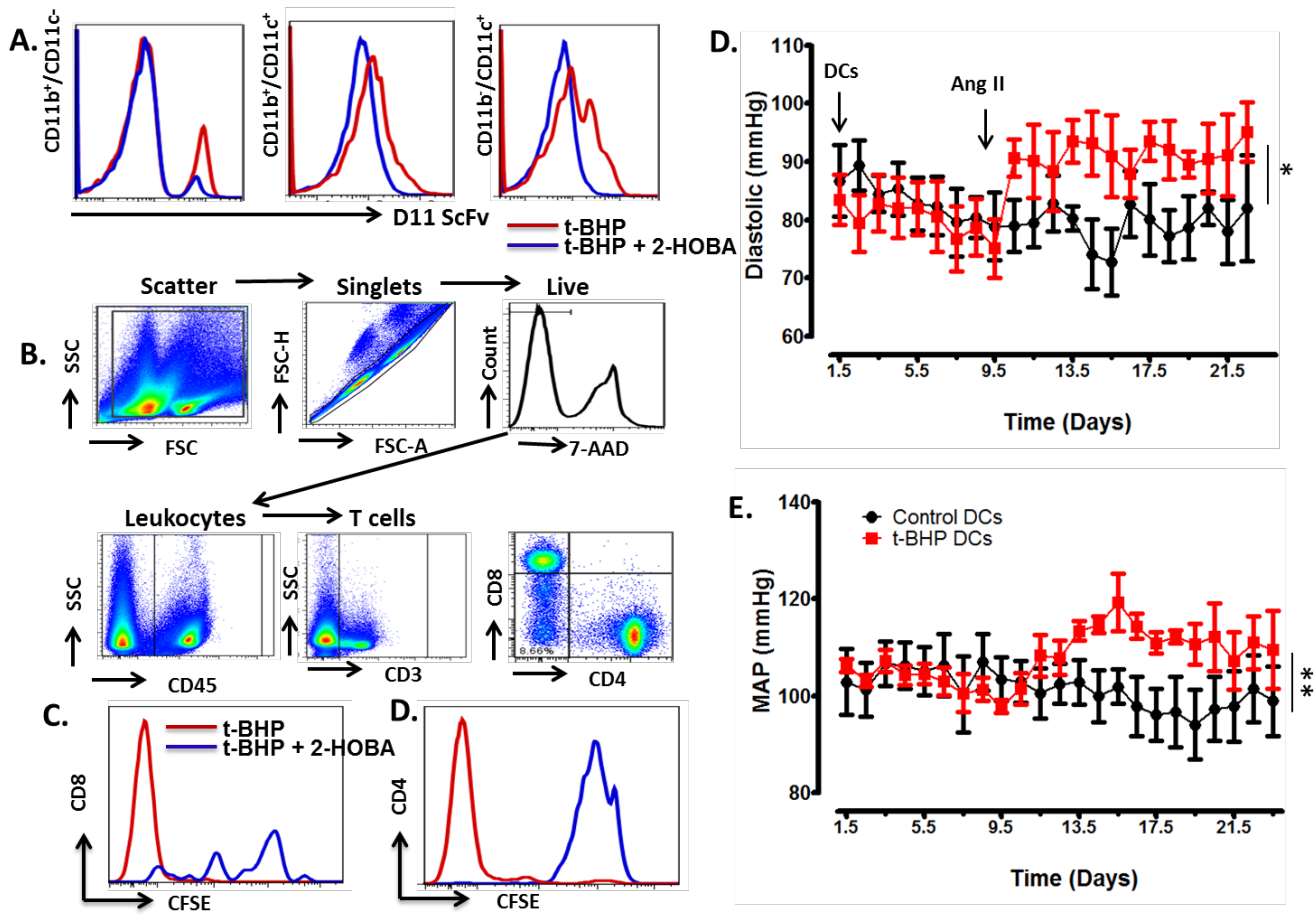 A.
CD11b+/CD11c-
CD11b+/CD11c+
CD11b-/CD11c+
D11 ScFv
t-BHP
t-BHP + 2-HOBA
B.
Scatter
Singlets
Live
SSC
FSC
FSC-H
FSC-A
Count
7-AAD
Leukocytes
T cells
SSC
CD45
SSC
CD3
CD8
8.66%
CD4
C.
t-BHP
t-BHP + 2-HOBA
CD8
CFSE
D.
CD4
CFSE
D.
Diastolic (mmHg)
110
100
90
80
70
60
DCs
Ang II
*
1.5 5.5 9.5 13.5 17.5 21.5
Time (Days)
E.
MAP (mmHg)
140
120
100
80
Control DCs
t-BHP DCs
**
1.5 5.5 9.5 13.5 17.5 21.5
Time (Days)